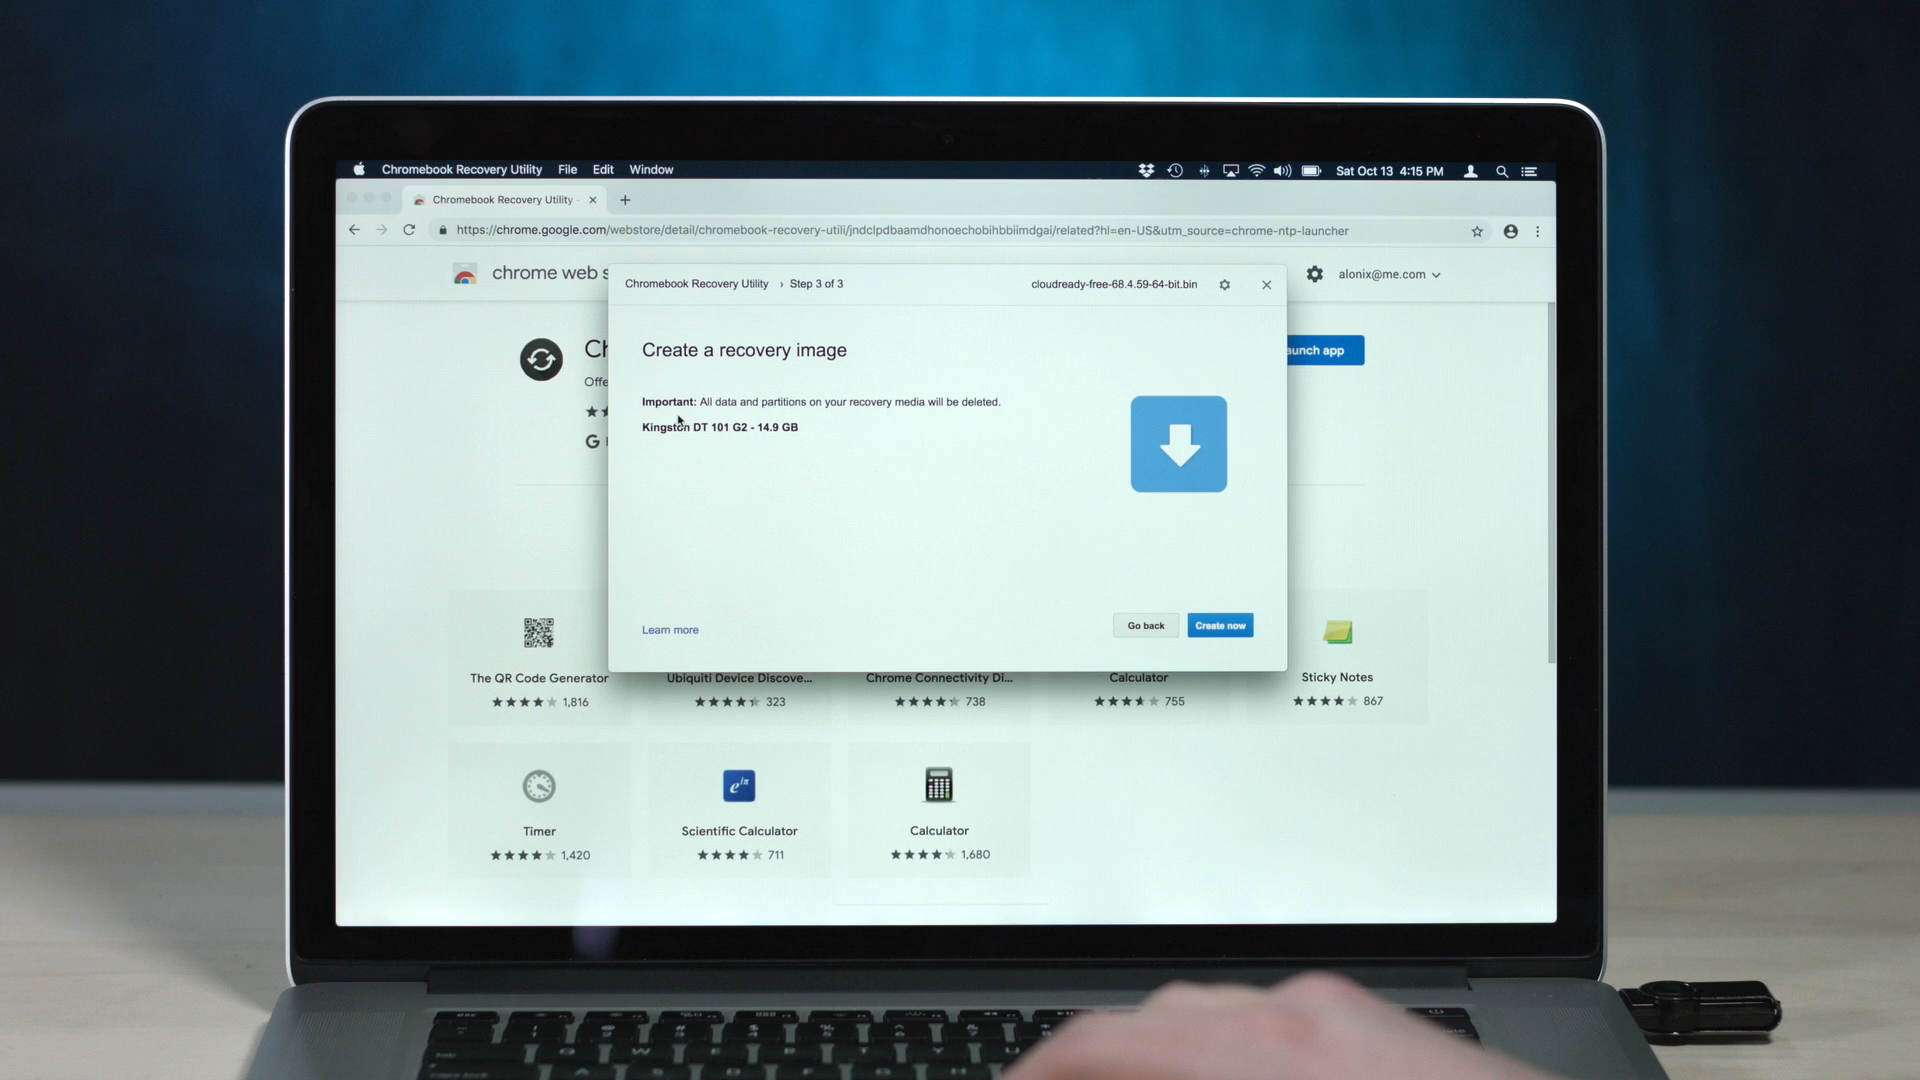 Chromebook Recovery Utility File Edit Window
Sat Oct 13 4:15 PM
Chromebook Recovery Utility
https://chrome.google.com/webstore/detail/chromebook-recovery-utili/jndclpdbaamdhonoechobihbbiimdgai/related?hl=en-US&utm_source=chrome-ntp-launcher
chrome web s
alonix@me.com
Chromebook Recovery Utility › Step 3 of 3
cloudready-free-68.4.59-64-bit.bin
Ch
aunch app
Offe
Create a recovery image
Important: All data and partitions on your recovery media will be deleted.
Kingston DT 101 G2 - 14.9 GB
Learn more
Go back
Create now
The QR Code Generator
Ubiquiti Device Discove...
Chrome Connectivity Di...
Calculator
Sticky Notes
1,816
323
738
755
867
Timer
Scientific Calculator
Calculator
1,420
711
1,680